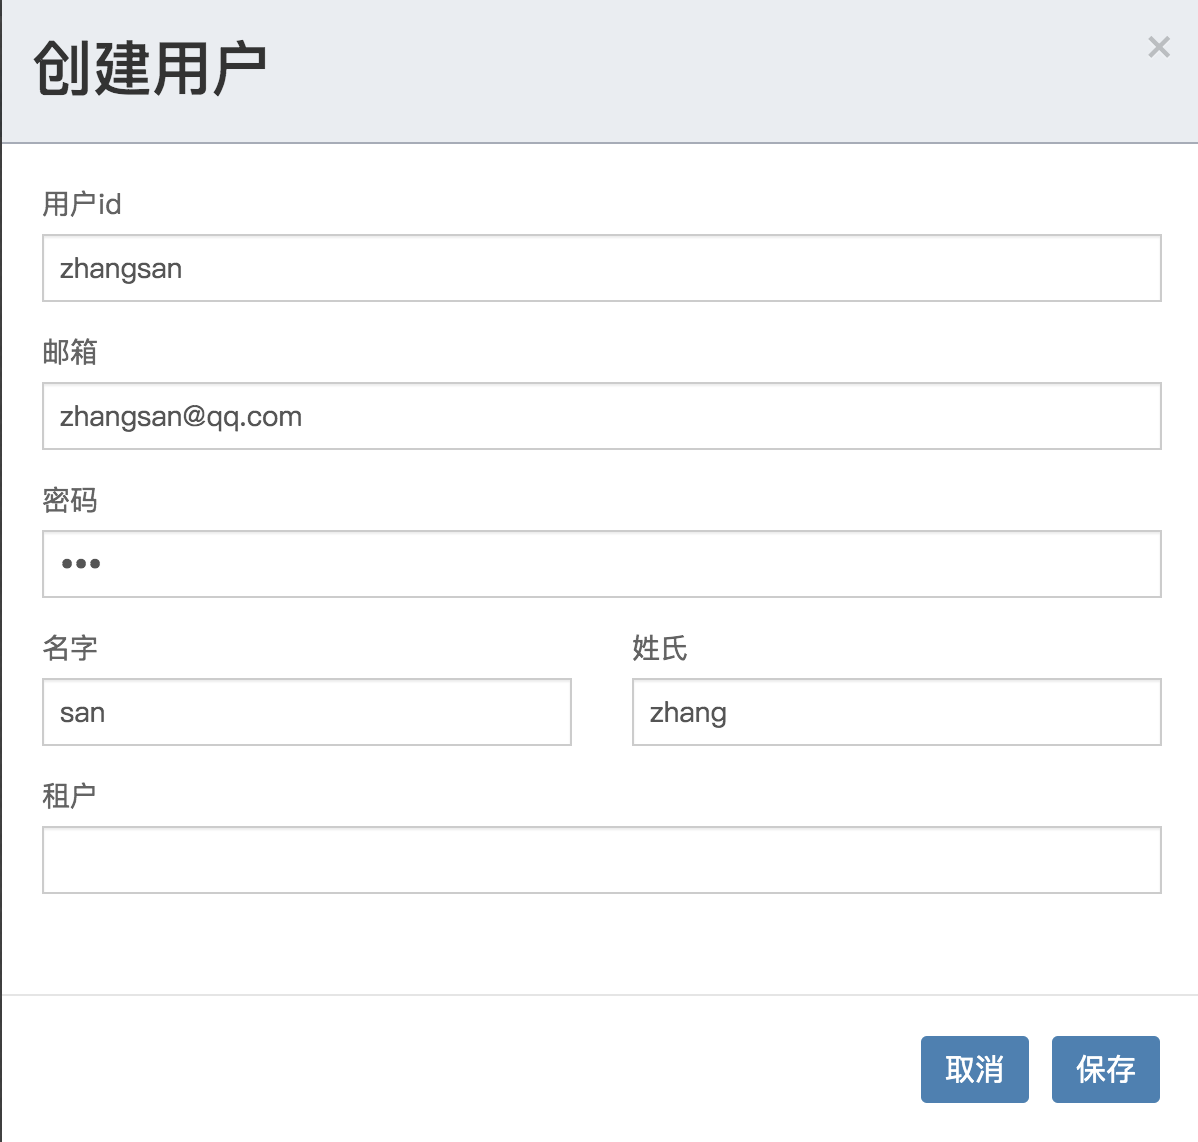 创建用户
用户id
zhangsan
邮箱
zhangsan@qq.com
密码
•••
名字 姓氏
san zhang
租户
取消 保存